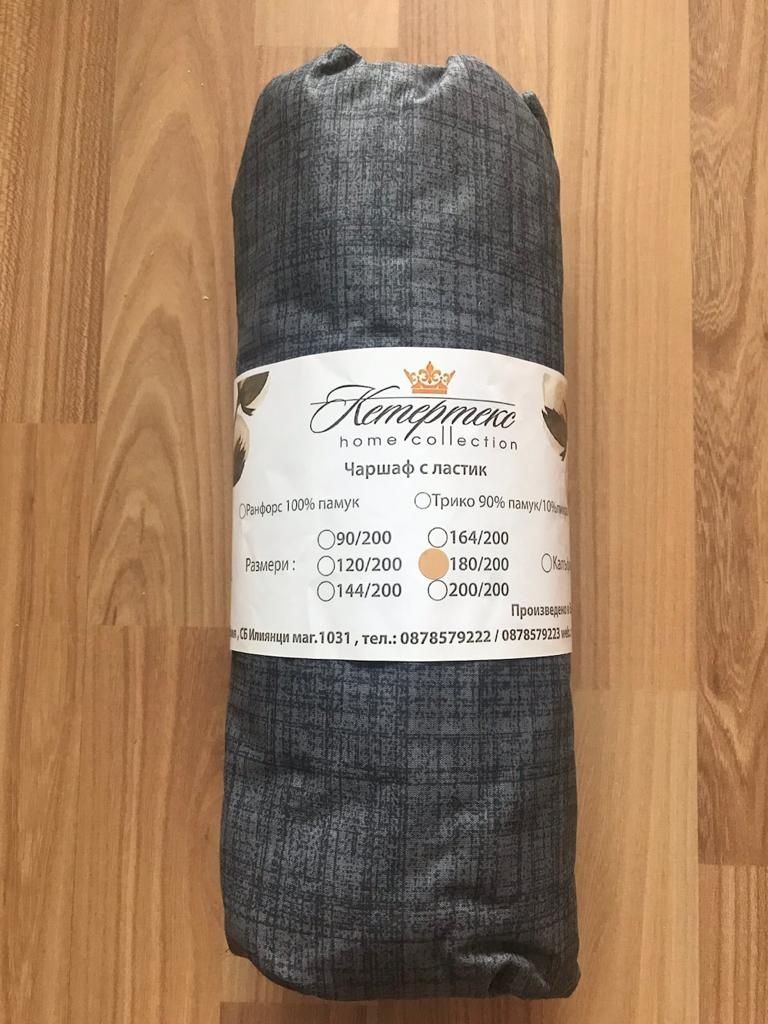 Кетертекс
home collection
Чаршаф с ластик
Ранфорс 100% памук Трико 90% памук/10%
90/200 164/200
Размери : 120/200 180/200
144/200 200/200
Произведено в
, СБ Илиянци маг.1031 , тел.: 0878579222 / 0878579223